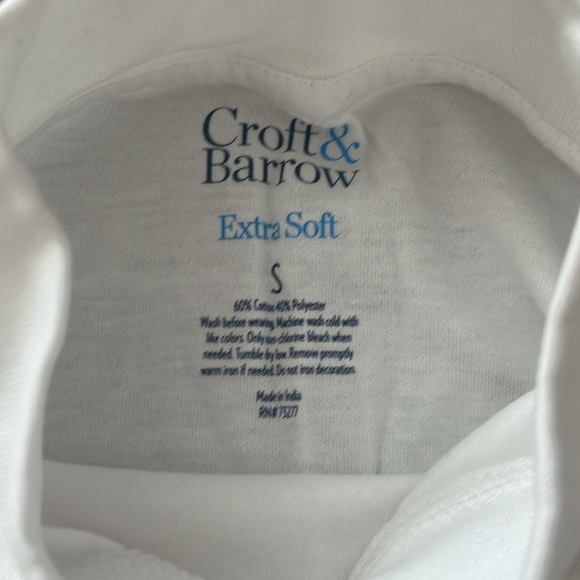 Croft &
Barrow
Extra Soft
S
60% Cotton 40% Polyester
Wash before wearing. Machine wash cold with
like colors. Only non-chlorine bleach when
needed. Tumble dry low. Remove promptly
warm iron if needed. Do not iron decoration.
Made in India
RN# 75277